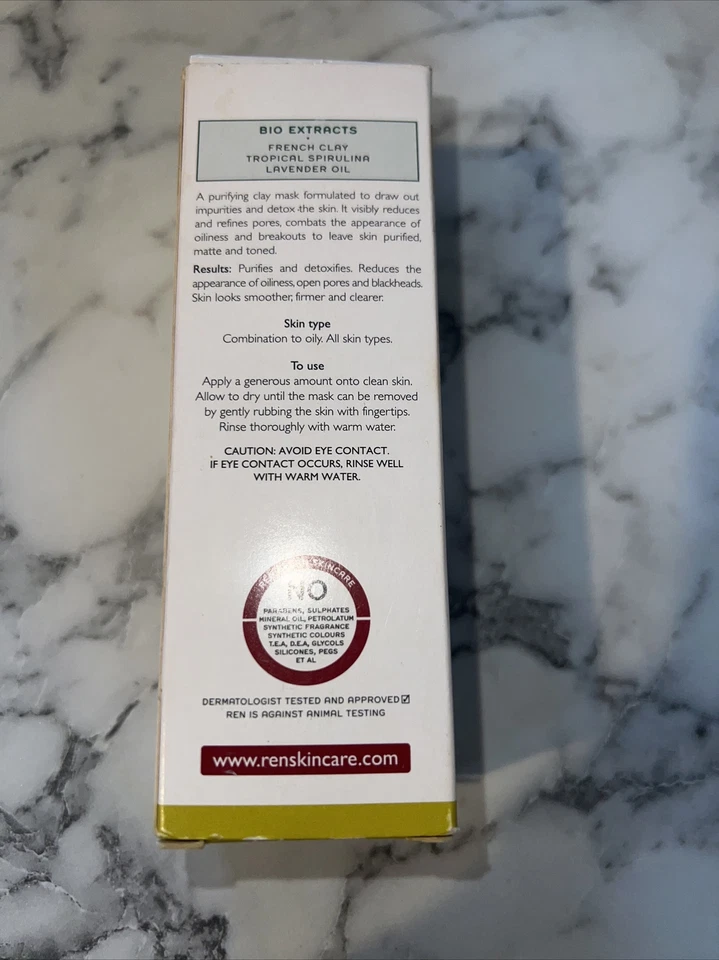 BIO EXTRACTS
FRENCH CLAY
TROPICAL SPIRULINA
LAVENDER OIL
A purifying clay mask formulated to draw out
impurities and detox the skin. It visibly reduces
and refines pores, combats the appearance of
oiliness and breakouts to leave skin purified,
matte and toned.
Results: Purifies and detoxifies. Reduces the
appearance of oiliness, open pores and blackheads.
Skin looks smoother, firmer and clearer.
Skin type
Combination to oily. All skin types.
To use
Apply a generous amount onto clean skin.
Allow to dry until the mask can be removed
by gently rubbing the skin with fingertips.
Rinse thoroughly with warm water.
CAUTION: AVOID EYE CONTACT.
IF EYE CONTACT OCCURS, RINSE WELL
WITH WARM WATER.
SKINCARE
NO
PARABENS, SULPHATES
MINERAL OIL, PETROLATUM
SYNTHETIC FRAGRANCE
SYNTHETIC COLOURS
T.E.A, D.E.A, GLYCOLS
SILICONES, PEGS
ET AL
DERMATOLOGIST TESTED AND APPROVED ☑
REN IS AGAINST ANIMAL TESTING
www.renskincare.com